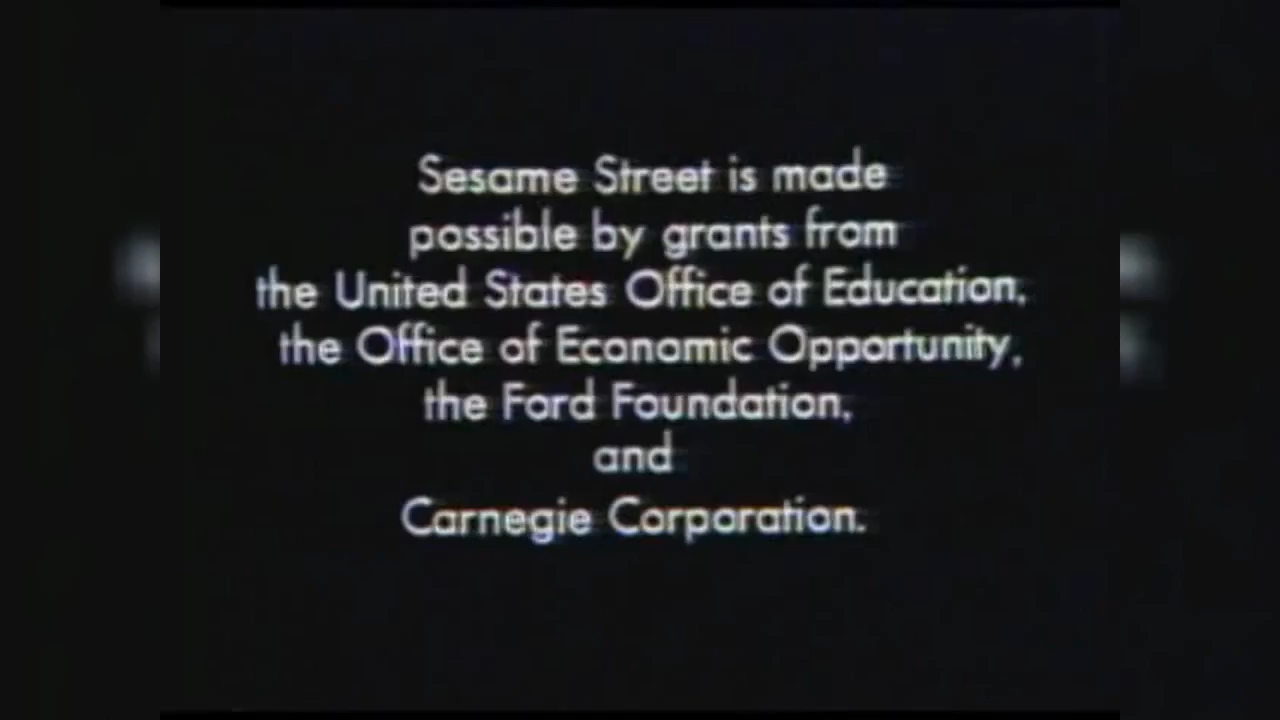 Sesame Street is made
possible by grants from
the United States Office of Education,
the Office of Economic Opportunity,
the Ford Foundation,
and
Carnegie Corporation.